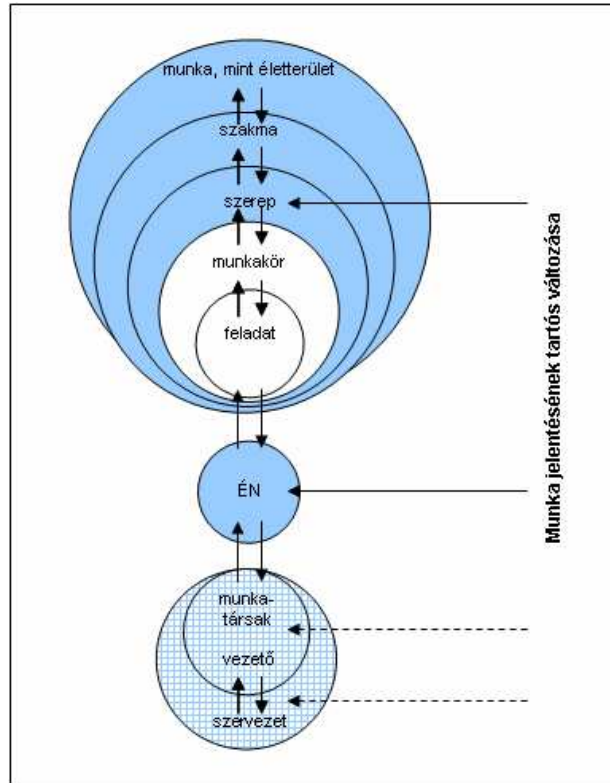 munka, mint életterület
szakma
szerep
munkakör
feladat
ÉN
munka-
társak
vezető
szervezet
Munka jelentésének tartós változása